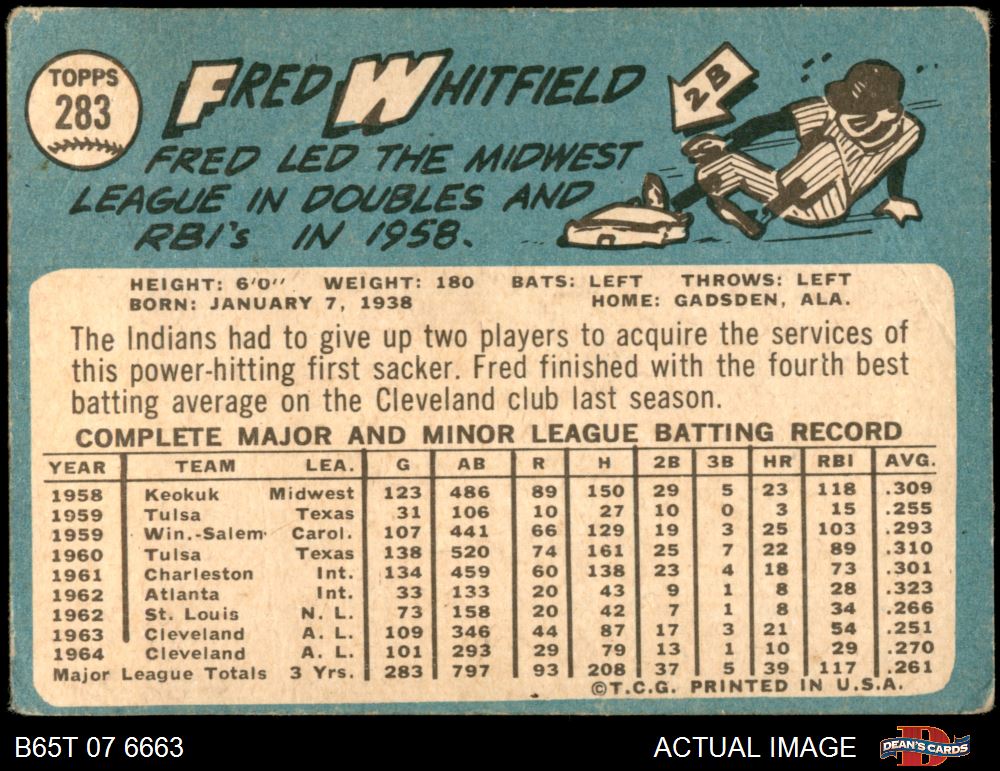 TOPPS
283
FRED WHITFIELD
2B
FRED LED THE MIDWEST
LEAGUE IN DOUBLES AND
RBI's IN 1958.
HEIGHT: 6'0" WEIGHT: 180 BATS: LEFT THROWS: LEFT
BORN: JANUARY 7, 1938 HOME: GADSDEN, ALA.
The Indians had to give up two players to acquire the services of
this power-hitting first sacker. Fred finished with the fourth best
batting average on the Cleveland club last season.
COMPLETE MAJOR AND MINOR LEAGUE BATTING RECORD
YEAR TEAM LEA. G AB R H 2B 3B HR RBI AVG.
1958 Keokuk Midwest 123 486 89 150 29 5 23 118 .309
1959 Tulsa Texas 31 106 10 27 10 0 3 15 .255
1959 Win.-Salem Carol. 107 441 66 129 19 3 25 103 .293
1960 Tulsa Texas 138 520 74 161 25 7 22 89 .310
1961 Charleston Int. 134 459 60 138 23 4 18 73 .301
1962 Atlanta Int. 33 133 20 43 9 1 8 28 .323
1962 St. Louis N. L. 73 158 20 42 7 1 8 34 .266
1963 Cleveland A. L. 109 346 44 87 17 3 21 54 .251
1964 Cleveland A. L. 101 293 29 79 13 1 10 29 .270
Major League Totals 3 Yrs. 283 797 93 208 37 5 39 117 .261
©T.C.G. PRINTED IN U.S.A.
B65T 07 6663 ACTUAL IMAGE DEAN'S CARDS